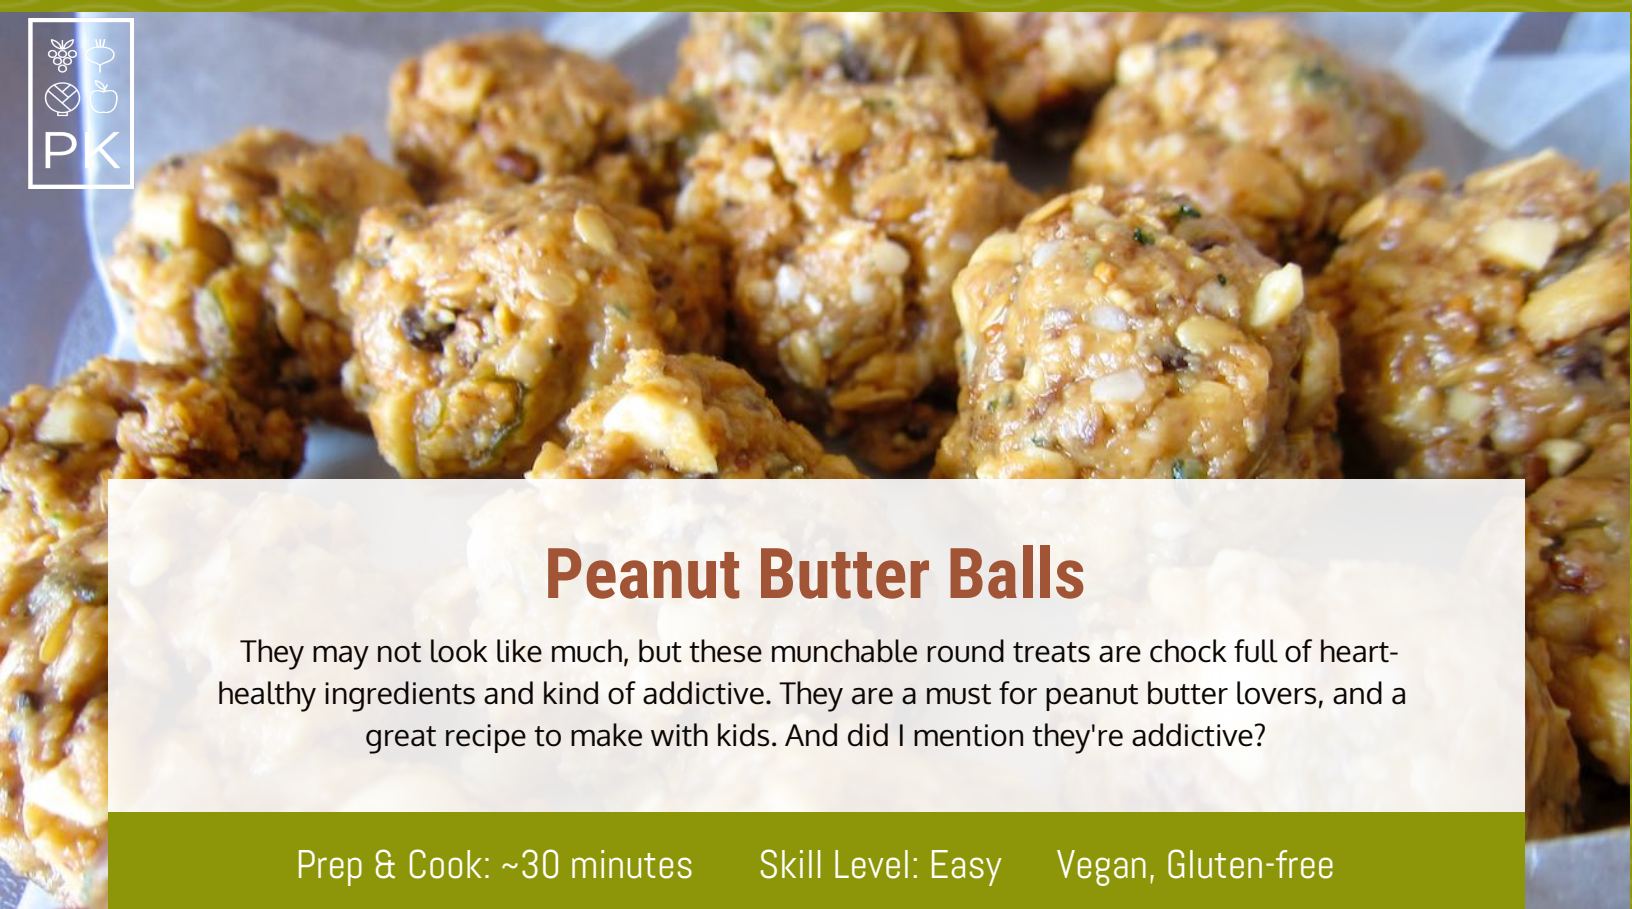 PK
Peanut Butter Balls
They may not look like much, but these munchable round treats are chock full of heart-
healthy ingredients and kind of addictive. They are a must for peanut butter lovers, and a
great recipe to make with kids. And did I mention they're addictive?
Prep & Cook: ~30 minutes Skill Level: Easy Vegan, Gluten-free